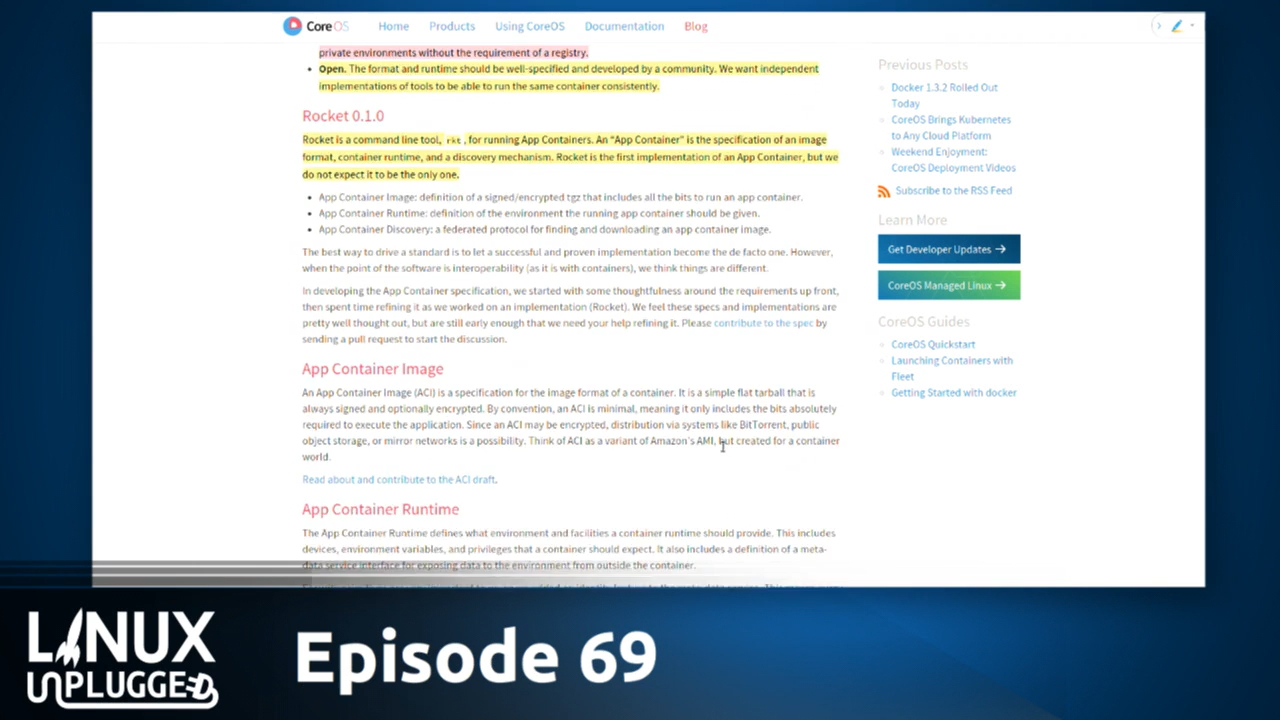 CoreOS Home Products Using CoreOS Documentation Blog
private environments without the requirement of a registry.
Open. The format and runtime should be well-specified and developed by a community. We want independent
implementations of tools to be able to run the same container consistently.
Rocket 0.1.0
Rocket is a command line tool, rkt, for running App Containers. An “App Container” is the specification of an image
format, container runtime, and a discovery mechanism. Rocket is the first implementation of an App Container, but we
do not expect it to be the only one.
App Container Image: definition of a signed/encrypted tgz that includes all the bits to run an app container.
App Container Runtime: definition of the environment the running app container should be given.
App Container Discovery: a federated protocol for finding and downloading an app container image.
The best way to drive a standard is to let a successful and proven implementation become the de facto one. However,
when the point of the software is interoperability (as it is with containers), we think things are different.
In developing the App Container specification, we started with some thoughtfulness around the requirements up front,
then spent time refining it as we worked on an implementation (Rocket). We feel these specs and implementations are
pretty well thought out, but are still early enough that we need your help refining it. Please contribute to the spec by
sending a pull request to start the discussion.
App Container Image
An App Container Image (ACI) is a specification for the image format of a container. It is a simple flat tarball that is
always signed and optionally encrypted. By convention, an ACI is minimal, meaning it only includes the bits absolutely
required to execute the application. Since an ACI may be encrypted, distribution via systems like BitTorrent, public
object storage, or mirror networks is a possibility. Think of ACI as a variant of Amazon's AMI, but created for a container
world.
Read about and contribute to the ACI draft.
App Container Runtime
The App Container Runtime defines what environment and facilities a container runtime should provide. This includes
devices, environment variables, and privileges that a container should expect. It also includes a definition of a meta-
data service interface for exposing data to the environment from outside the container.
Previous Posts
Docker 1.3.2 Rolled Out
Today
CoreOS Brings Kubernetes
to Any Cloud Platform
Weekend Enjoyment:
CoreOS Deployment Videos
Subscribe to the RSS Feed
Learn More
Get Developer Updates →
CoreOS Managed Linux →
CoreOS Guides
CoreOS Quickstart
Launching Containers with
Fleet
Getting Started with docker
LINUX
UNPLUGGED
Episode 69